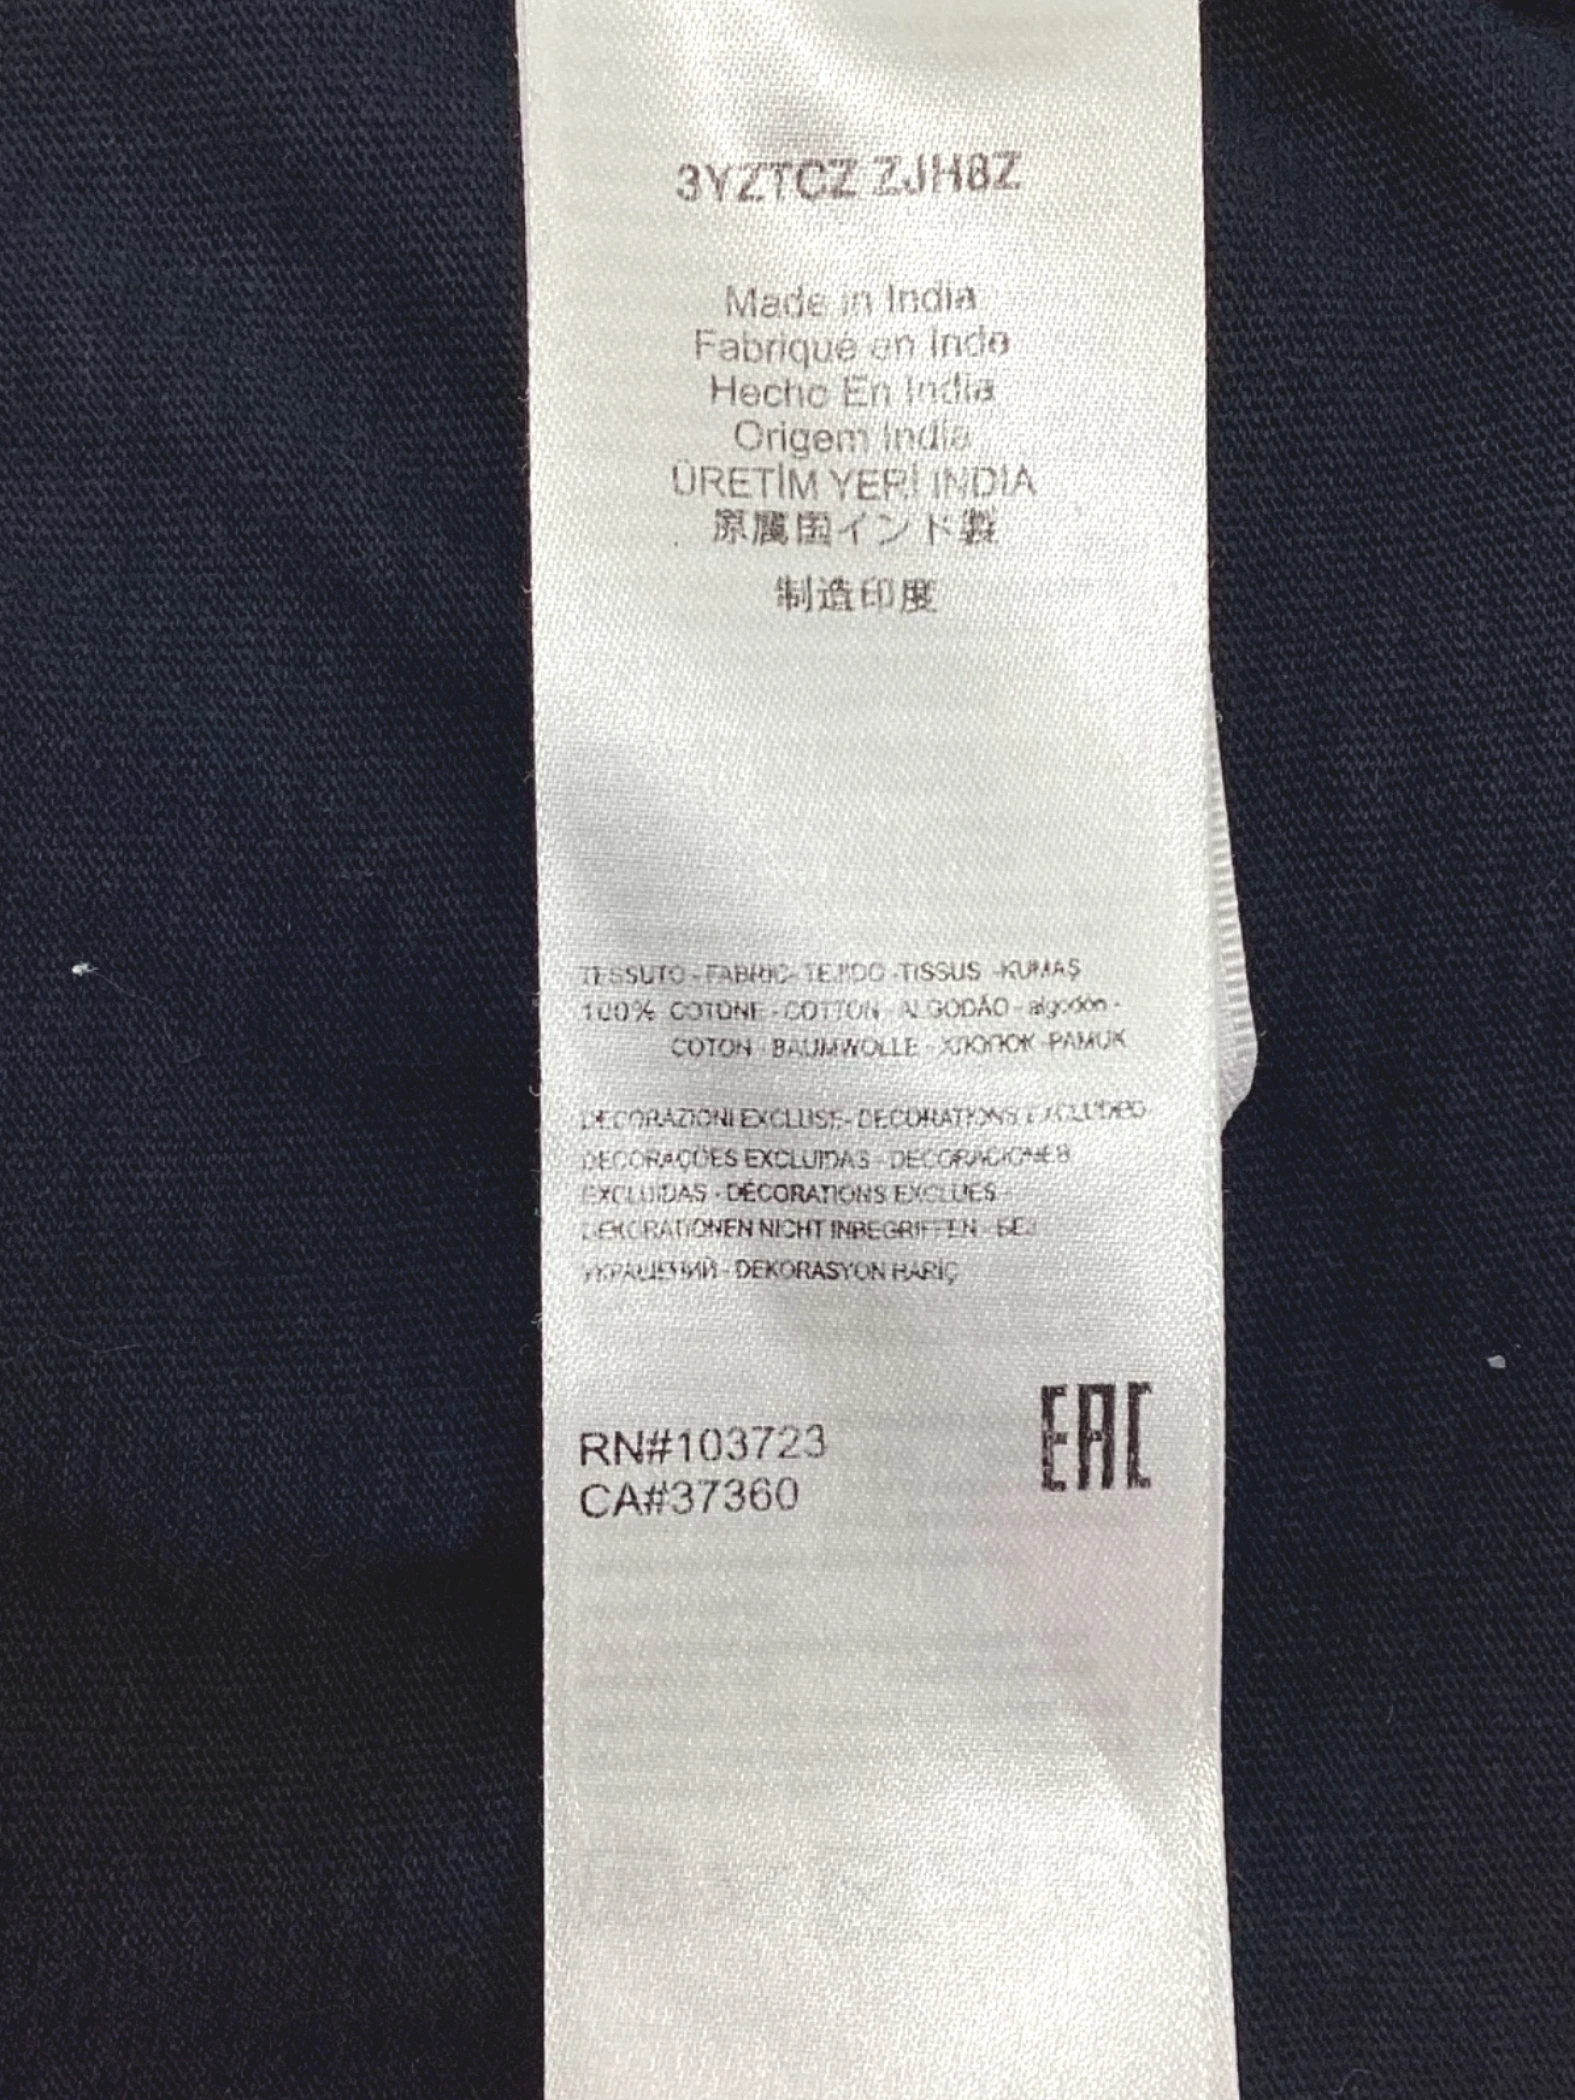 3YZTCZ ZJH8Z
Made in India
Fabriqué en Inde
Hecho En India
Origem India
ÜRETİM YERİ INDIA
原産国インド製
制造印度
TESSUTO - FABRIC - TEJIDO - TISSUS - KUMAŞ
100% COTONE - COTTON - ALGODÃO - algodón -
COTON - BAUMWOLLE - ХЛОПОК - PAMUK
DECORAZIONI EXCLUSE - DECORATIONS EXCLUDED
DECORAÇÕES EXCLUIDAS - DECORACIONES
EXCLUIDAS - DÉCORATIONS EXCLUES -
DEKORATIONEN NICHT INBEGRIFFEN - БЕЗ
УКРАШЕНИЙ - DEKORASYON HARİÇ
RN#103723
CA#37360
EAC